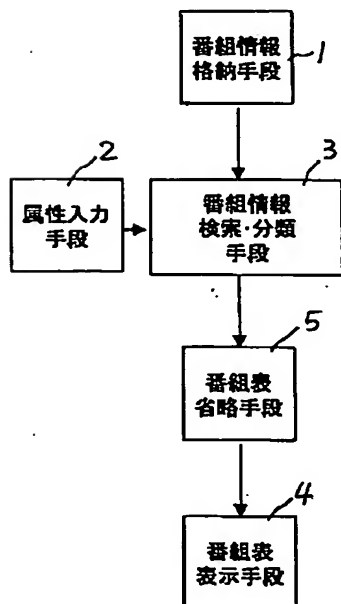 番組情報
格納手段
1
2
属性入力
手段
3
番組情報
検索・分類
手段
5
番組表
省略手段
4
番組表
表示手段